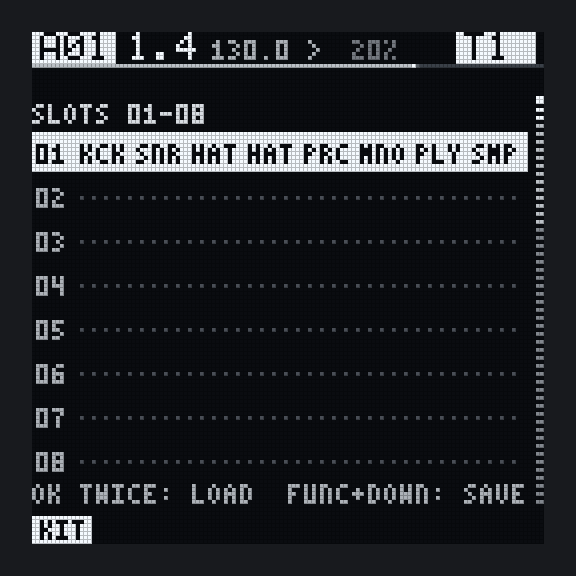 A01 1.4 130.0 > 20% T1
SLOTS 01-08
01 KCK SNR HAT HAT PRC MNO PLY SMP
02
03
04
05
06
07
08
OK TWICE: LOAD FUNC+DOWN: SAVE
KIT